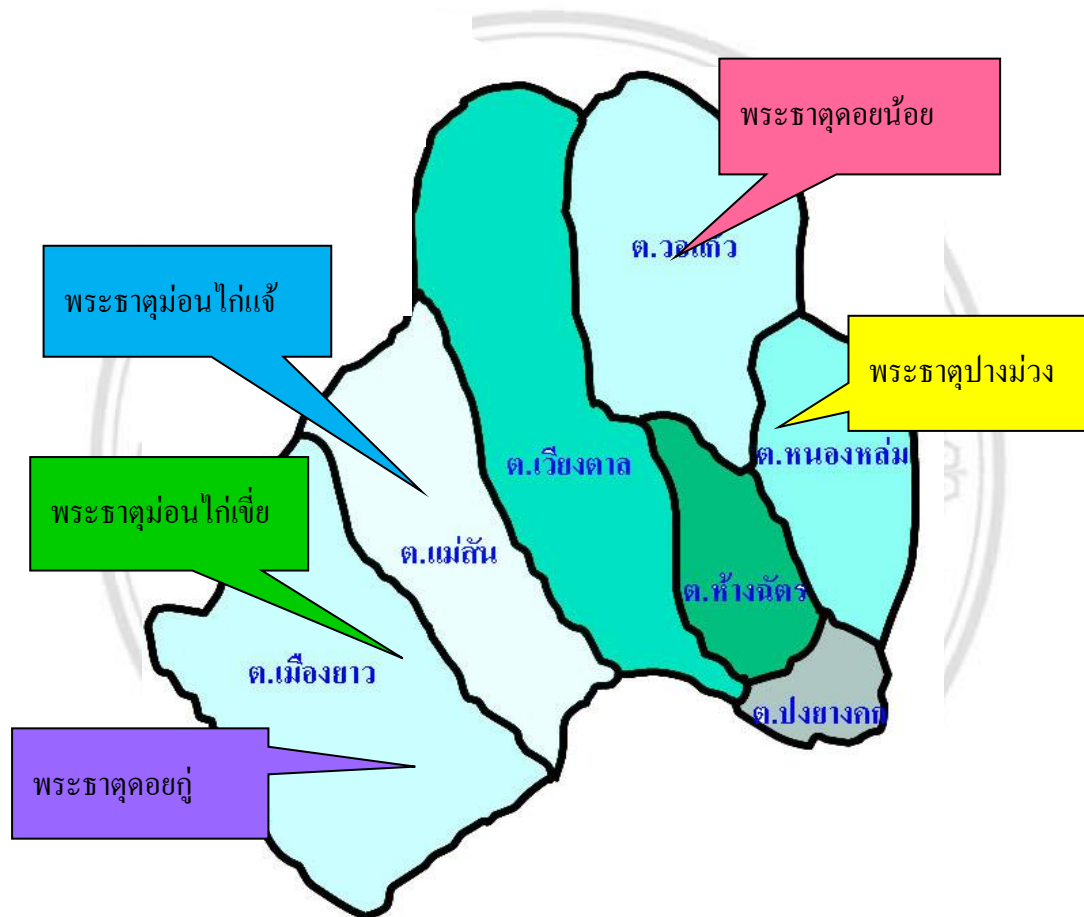 พระธาตุดอยน้อย
ต.วอแก้ว
พระธาตุม่อนไก่แจ้
พระธาตุปางม่วง
ต.หนองหล่ม
ต.เวียงตาล
พระธาตุม่อนไก่เขี่ย
ต.แม่สัน
ต.ห้างฉัตร
ต.เมืองยาว
ต.ปงยางคก
พระธาตุดอยกู่